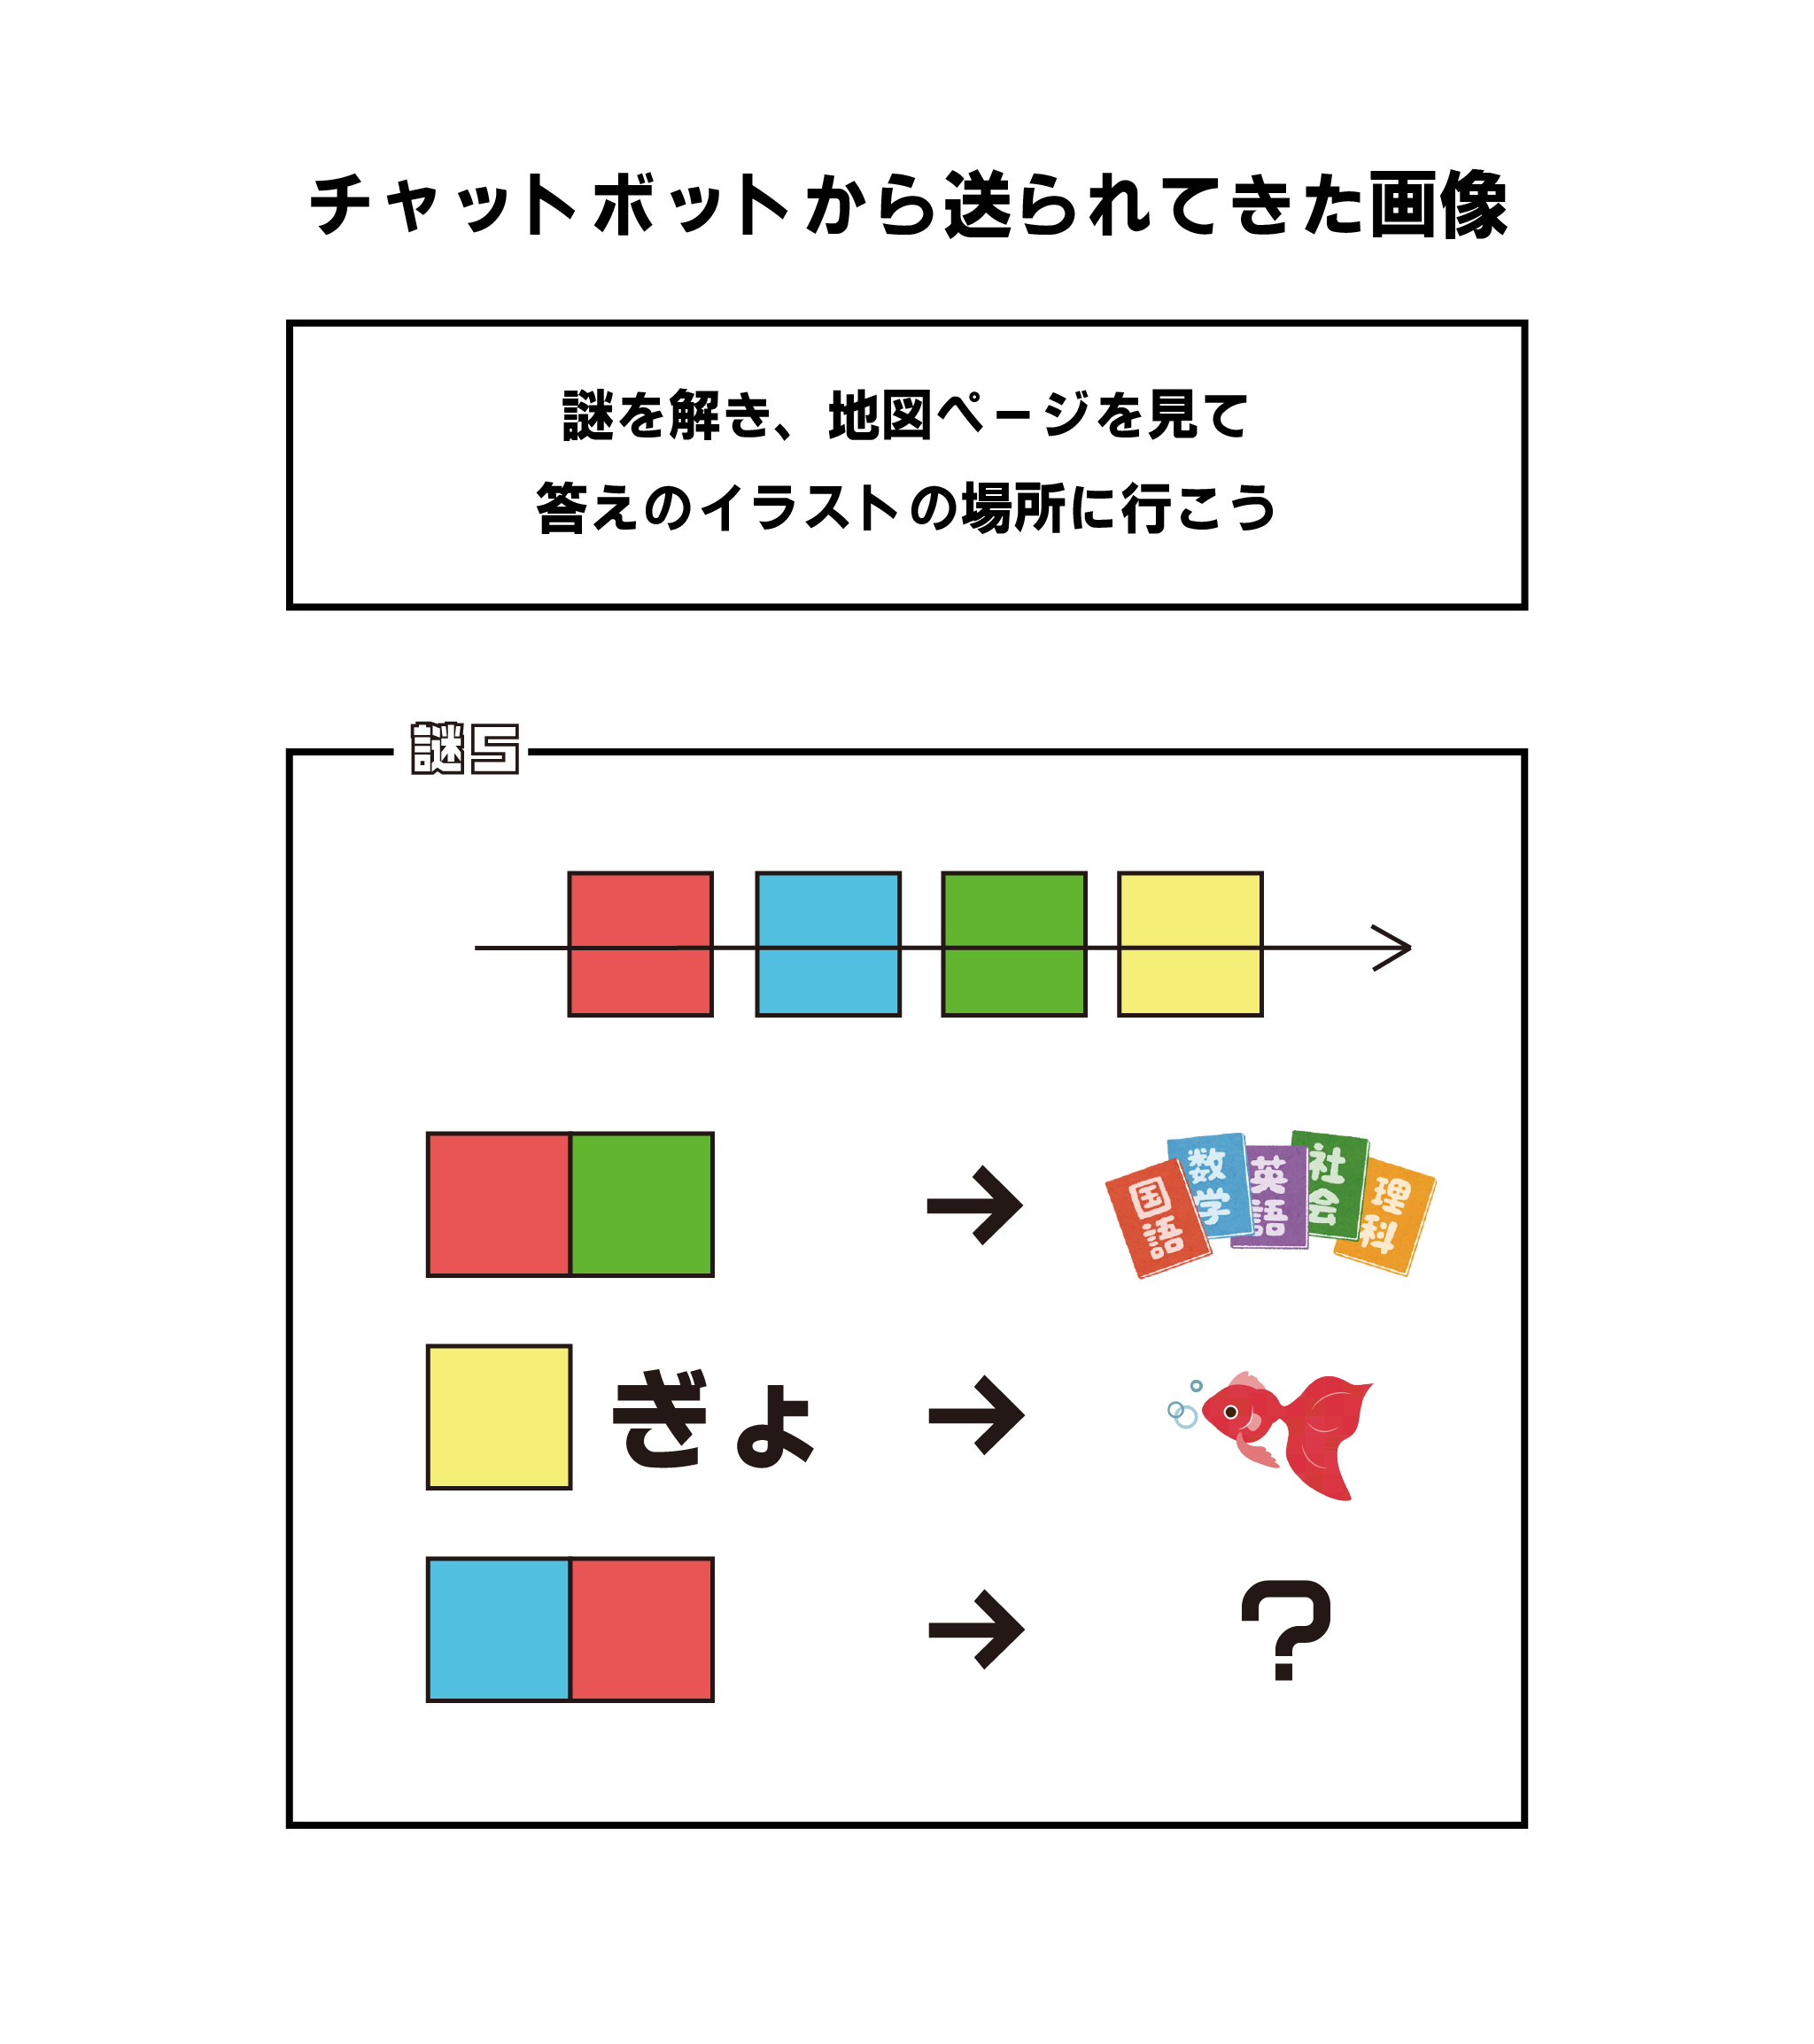 チャットボットから送られてきた画像
謎を解き、地図ページを見て
答えのイラストの場所に行こう
謎5
国語
数学
英語
社会
理科
ぎょ
?